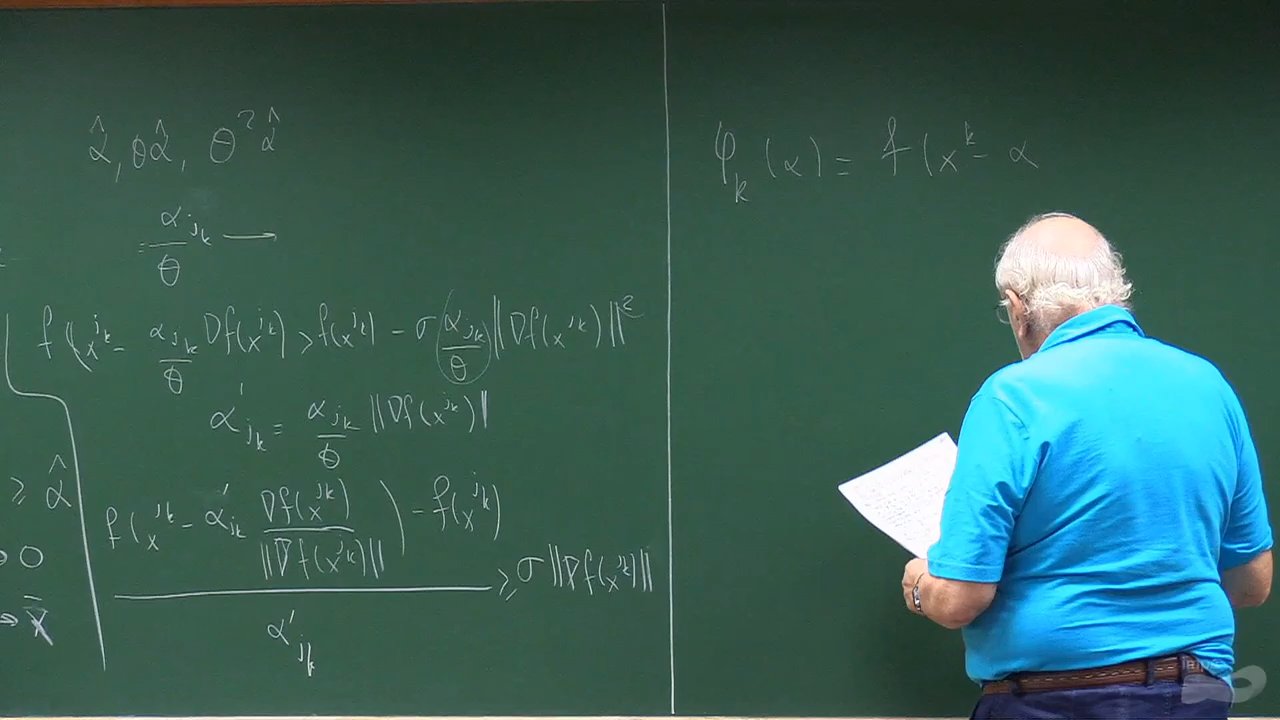 α̂, θα̂, θ²α̂
= α_{j_k}/θ ⟶
f(x^{j_k} - α_{j_k}/θ ∇f(x^{j_k}) > f(x^{j_k}) - σ(α_{j_k}/θ)||∇f(x^{j_k})||²
α'_{j_k} = α_{j_k}/θ ||∇f(x^{j_k})||
≥ α̂
→ 0
→ x̄
f(x^{j_k} - α'_{j_k} ∇f(x^{j_k})/||∇f(x^{j_k})||) - f(x^{j_k})
≥ σ||∇f(x^{j_k})||
α'_{j_k}
φ_k(α) = f(x^k - α
impa